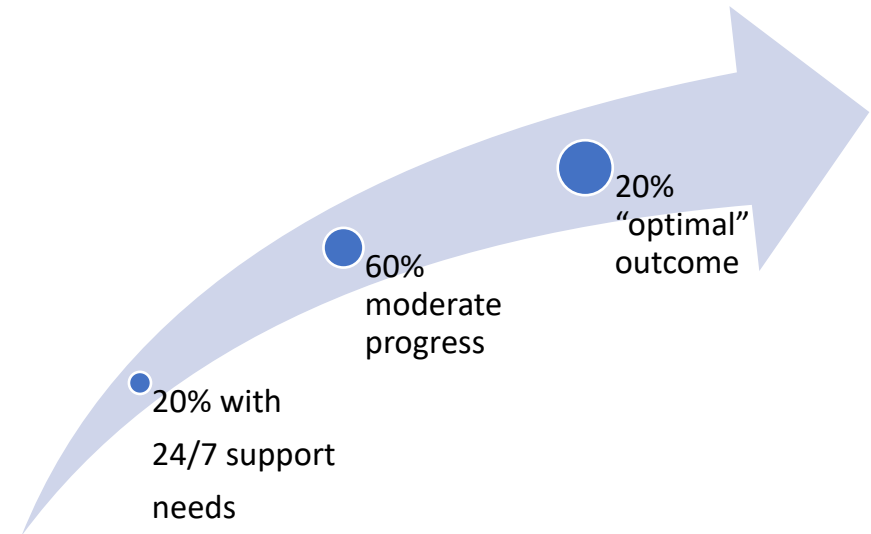 20% with
24/7 support
needs
60%
moderate
progress
20%
“optimal”
outcome